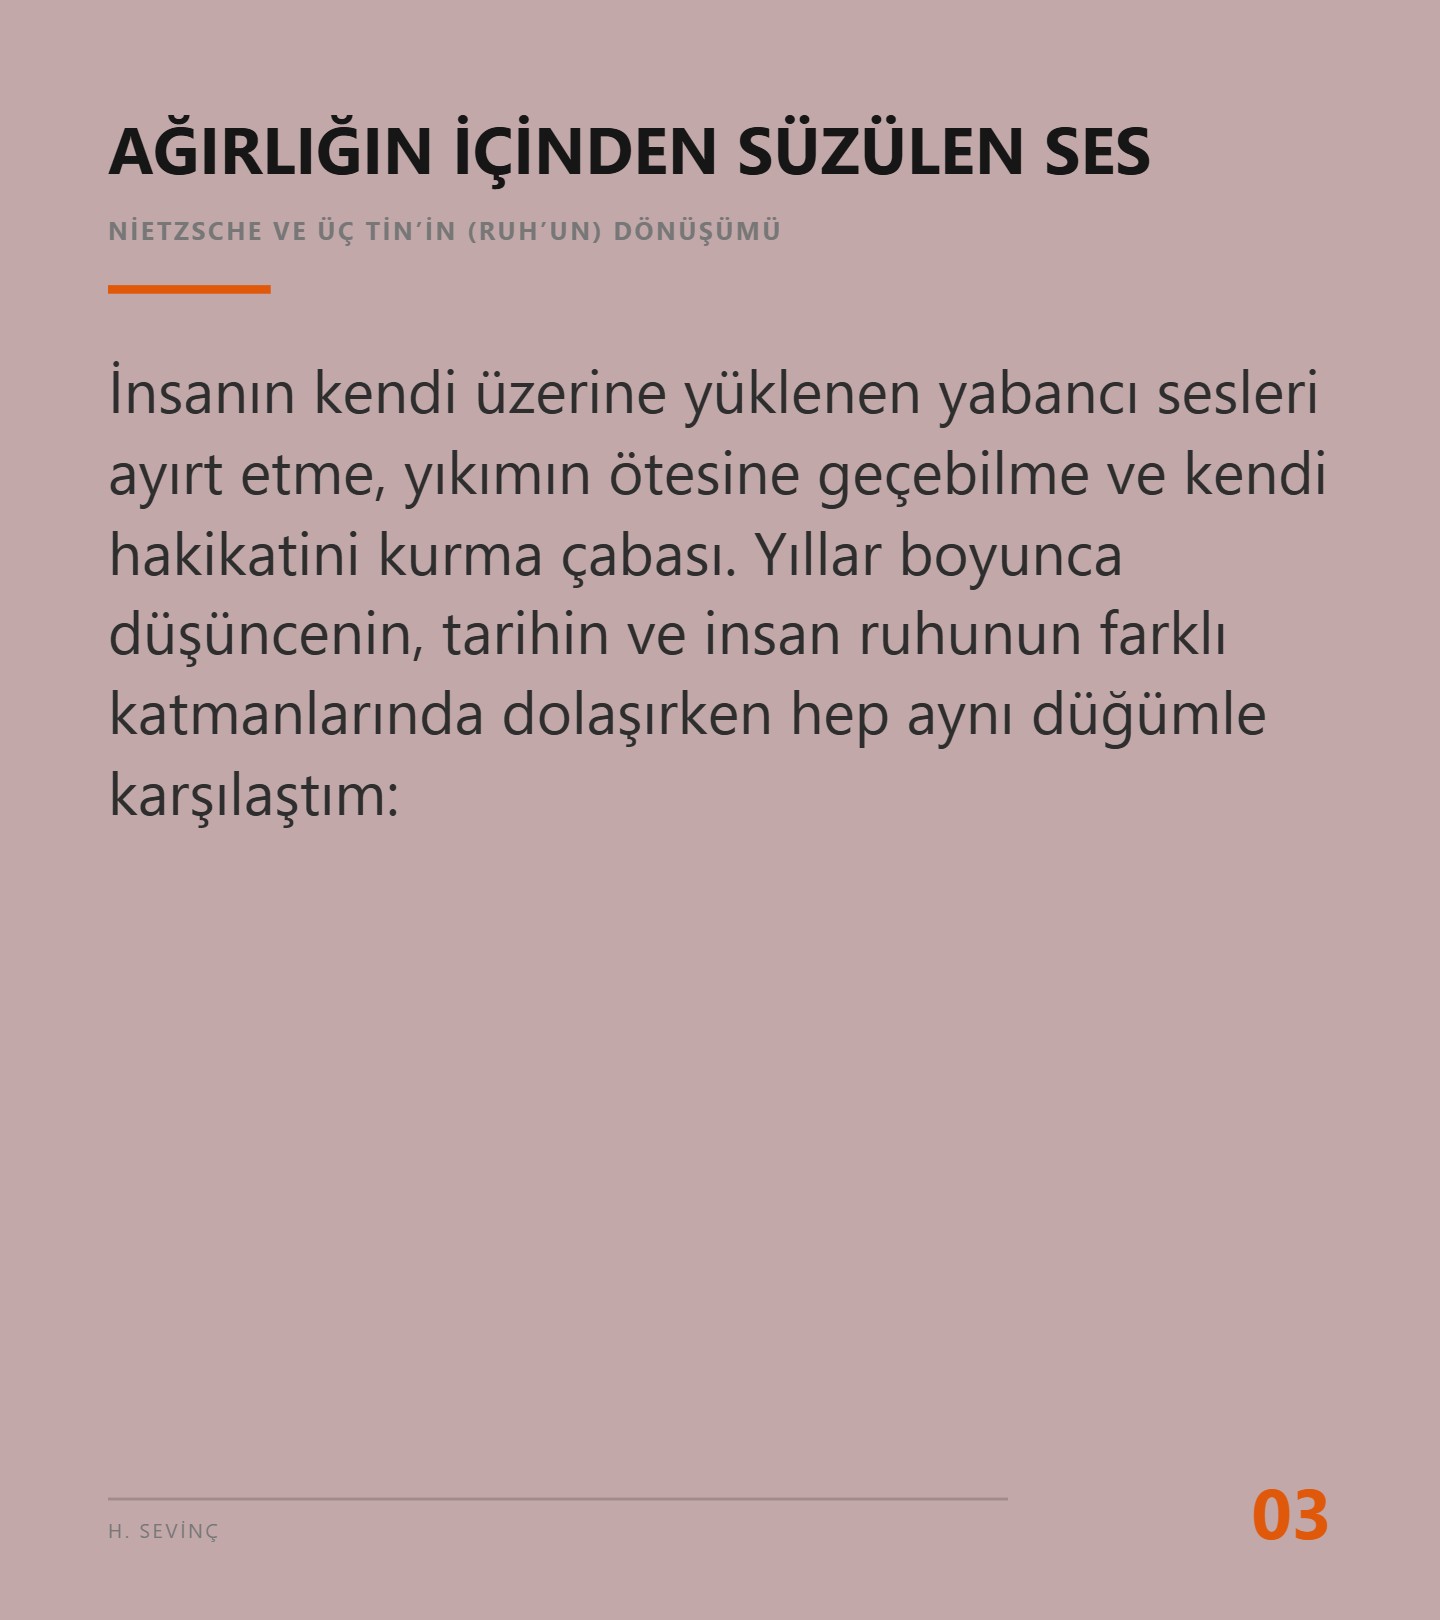 AĞIRLIĞIN İÇİNDEN SÜZÜLEN SES
NİETZSCHE VE ÜÇ TİN’İN (RUH’UN) DÖNÜŞÜMÜ
İnsanın kendi üzerine yüklenen yabancı sesleri
ayırt etme, yıkımın ötesine geçebilme ve kendi
hakikatini kurma çabası. Yıllar boyunca
düşüncenin, tarihin ve insan ruhunun farklı
katmanlarında dolaşırken hep aynı düğümle
karşılaştım:
H. SEVİNÇ
03